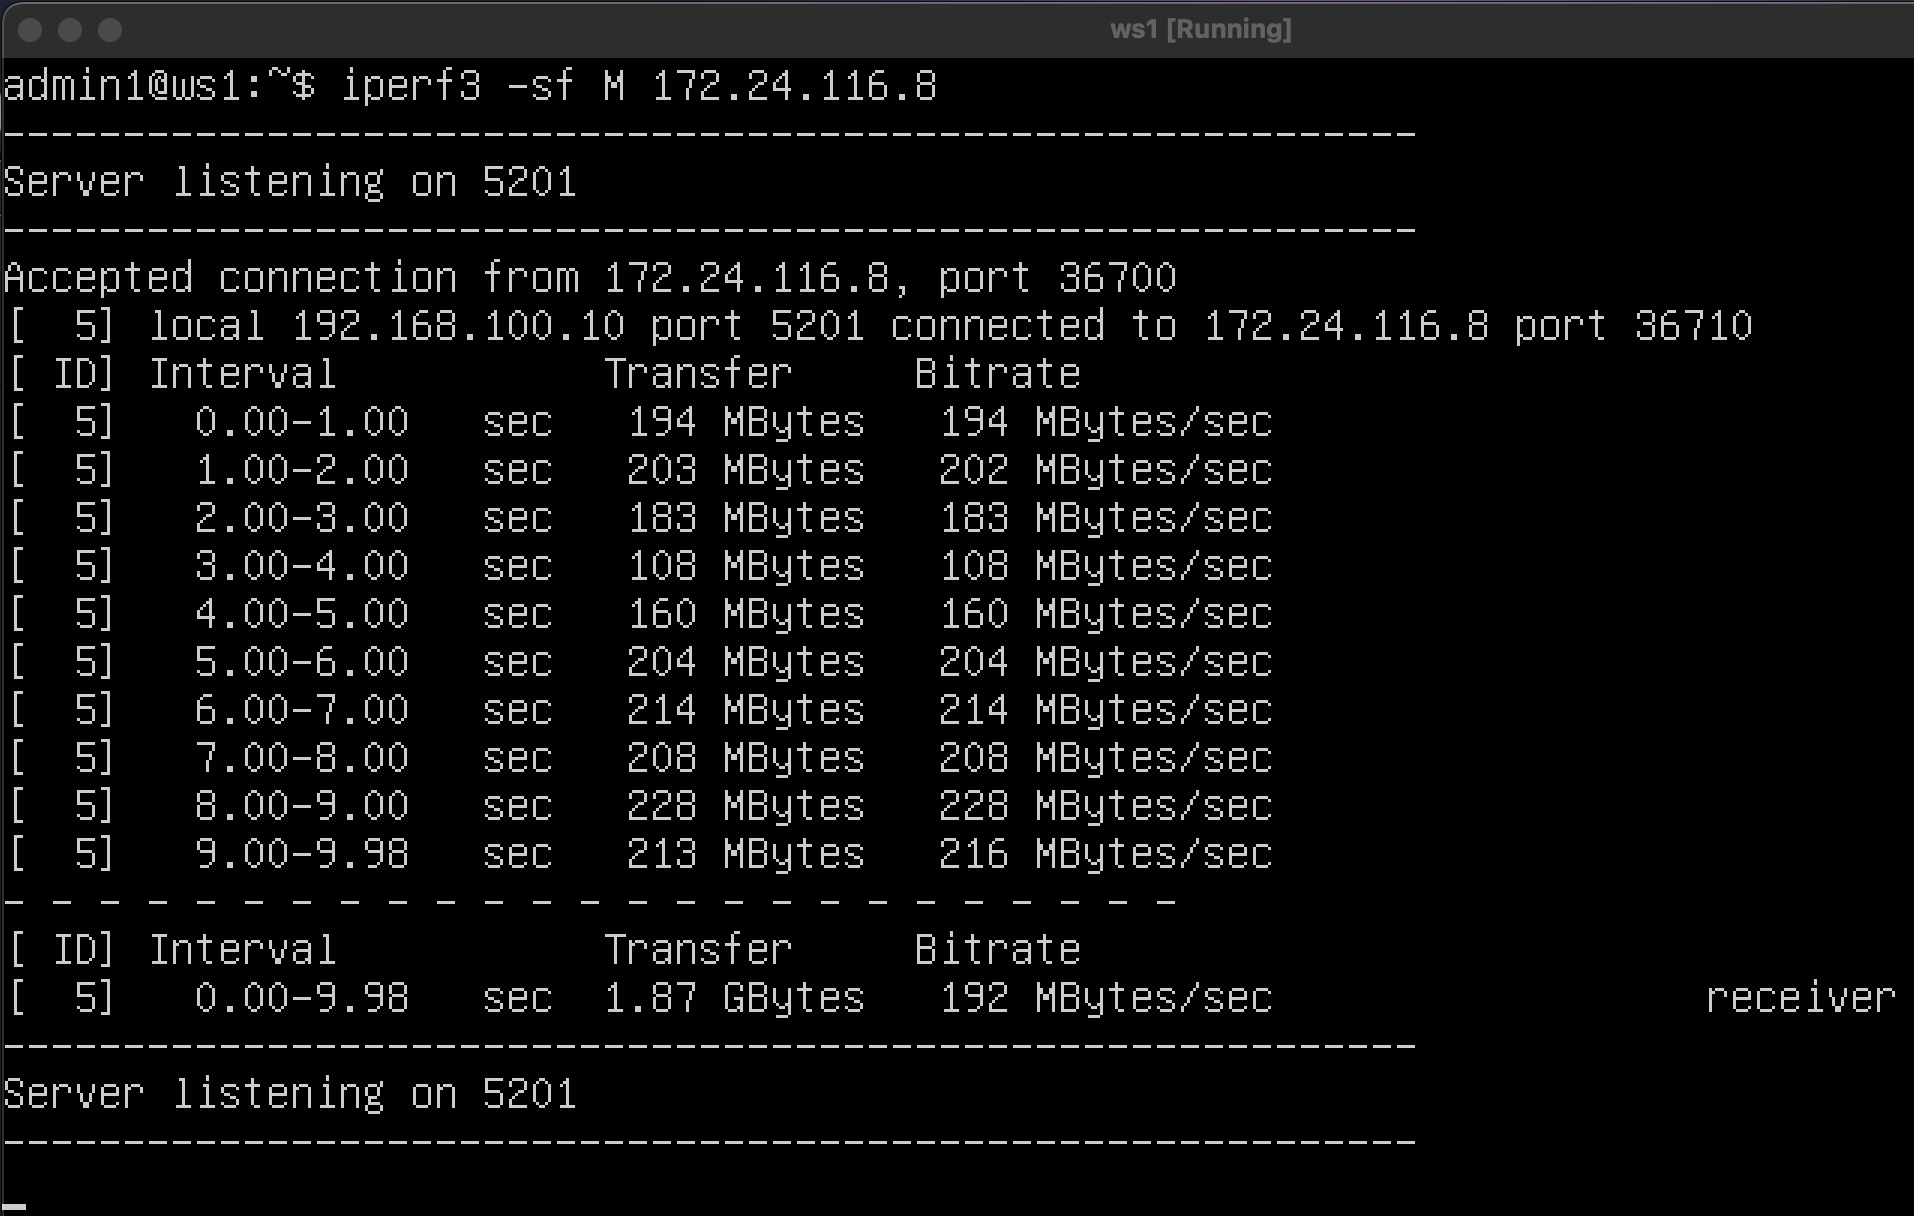 ws1 [Running]
admin1@ws1:~$ iperf3 -sf M 172.24.116.8
-----------------------------------------------------------
Server listening on 5201
-----------------------------------------------------------
Accepted connection from 172.24.116.8, port 36700
[  5] local 192.168.100.10 port 5201 connected to 172.24.116.8 port 36710
[ ID] Interval           Transfer     Bitrate
[  5]   0.00-1.00   sec   194 MBytes   194 MBytes/sec
[  5]   1.00-2.00   sec   203 MBytes   202 MBytes/sec
[  5]   2.00-3.00   sec   183 MBytes   183 MBytes/sec
[  5]   3.00-4.00   sec   108 MBytes   108 MBytes/sec
[  5]   4.00-5.00   sec   160 MBytes   160 MBytes/sec
[  5]   5.00-6.00   sec   204 MBytes   204 MBytes/sec
[  5]   6.00-7.00   sec   214 MBytes   214 MBytes/sec
[  5]   7.00-8.00   sec   208 MBytes   208 MBytes/sec
[  5]   8.00-9.00   sec   228 MBytes   228 MBytes/sec
[  5]   9.00-9.98   sec   213 MBytes   216 MBytes/sec
- - - - - - - - - - - - - - - - - - - - - - - - -
[ ID] Interval           Transfer     Bitrate
[  5]   0.00-9.98   sec  1.87 GBytes   192 MBytes/sec                  receiver
-----------------------------------------------------------
Server listening on 5201
-----------------------------------------------------------